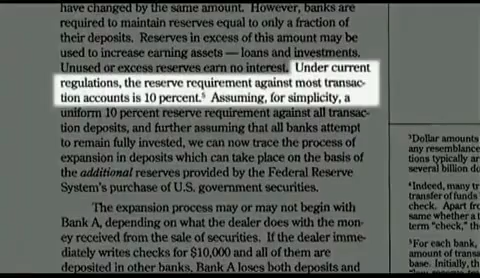 have changed by the same amount. However, banks are
required to maintain reserves equal to only a fraction of
their deposits. Reserves in excess of this amount may be
used to increase earning assets — loans and investments.
Unused or excess reserves earn no interest. Under current
regulations, the reserve requirement against most transac-
tion accounts is 10 percent.⁵ Assuming, for simplicity, a
uniform 10 percent reserve requirement against all transac-
tion deposits, and further assuming that all banks attempt
to remain fully invested, we can now trace the process of
expansion in deposits which can take place on the basis of
the additional reserves provided by the Federal Reserve
System's purchase of U.S. government securities.
The expansion process may or may not begin with
Bank A, depending on what the dealer does with the mon-
ey received from the sale of securities. If the dealer imme-
diately writes checks for $10,000 and all of them are
deposited in other banks, Bank A loses both deposits and
³Dollar amounts
any resemblance
tions typically ar
several billion do
⁴Indeed, many tr
transfer of funds
check. Apart fro
same whether a t
term "check," the
⁵For each bank,
amount of transa
base. Initially, th